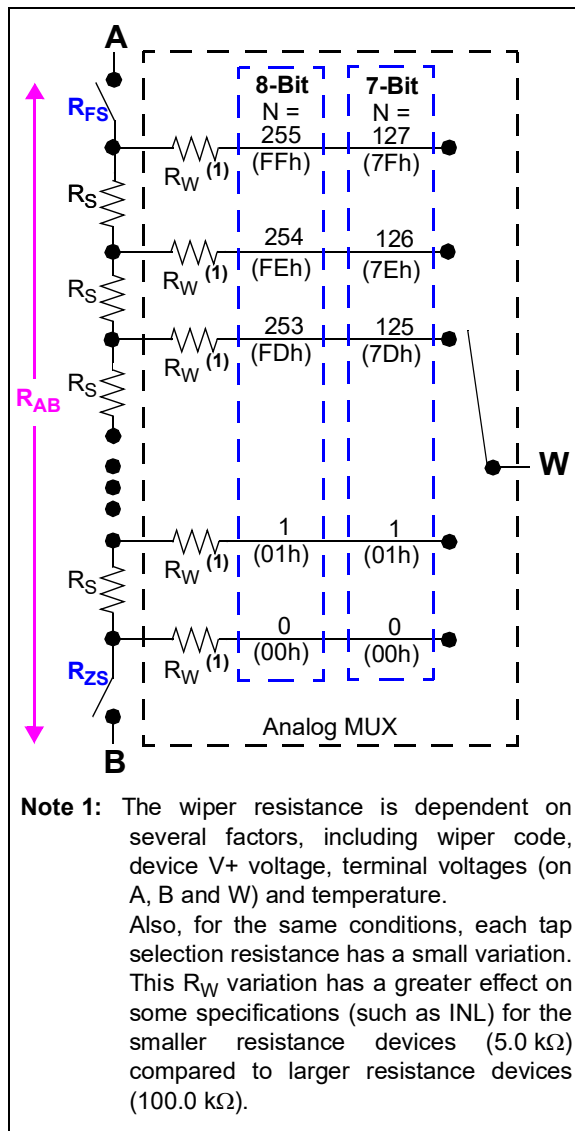 A
8-Bit 7-Bit
N = N =
RFS
255 127
(FFh) (7Fh)
RW (1)
RS
254 126
(FEh) (7Eh)
RW (1)
RS
253 125
(FDh) (7Dh)
RW (1)
RS
RAB
W
1 1
(01h) (01h)
RW (1)
RS
0 0
(00h) (00h)
RW (1)
RZS
Analog MUX
B
Note 1: The wiper resistance is dependent on
several factors, including wiper code,
device V+ voltage, terminal voltages (on
A, B and W) and temperature.
Also, for the same conditions, each tap
selection resistance has a small variation.
This RW variation has a greater effect on
some specifications (such as INL) for the
smaller resistance devices (5.0 kΩ)
compared to larger resistance devices
(100.0 kΩ).